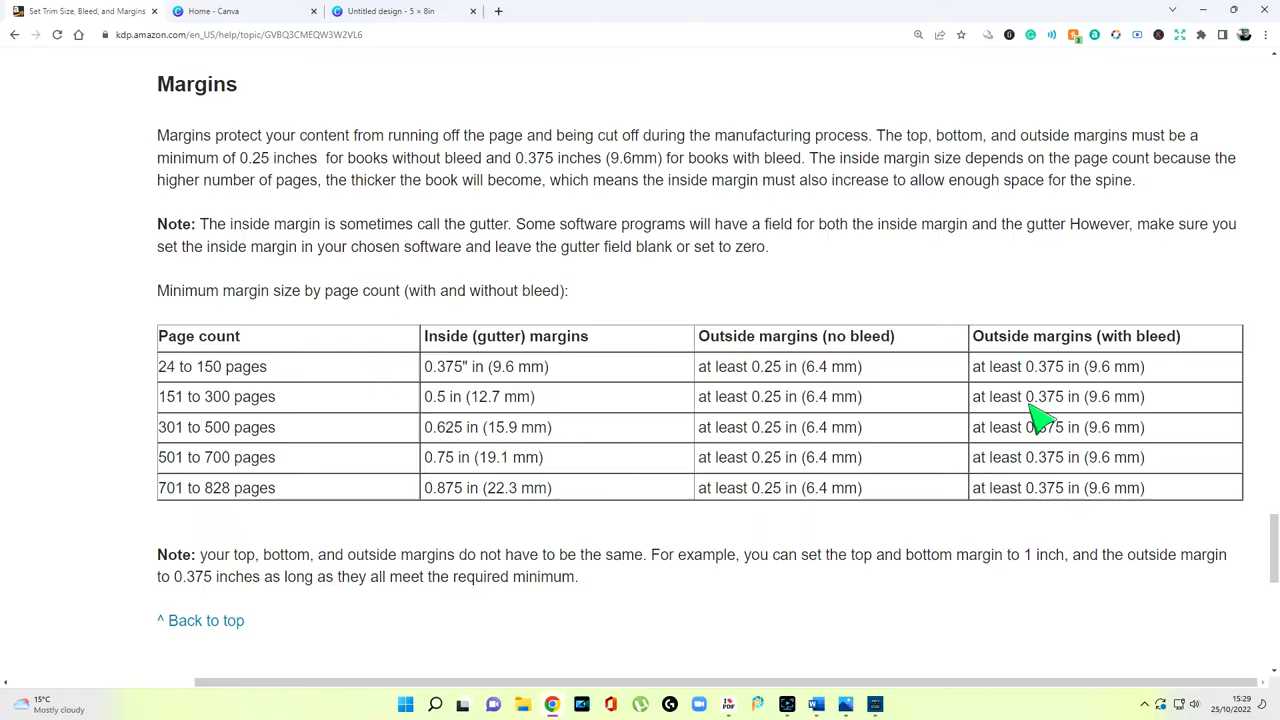 Set Trim Size, Bleed, and Margins
Home - Canva
Untitled design - 5 × 8in
kdp.amazon.com/en_US/help/topic/GVBQ3CMEQW3W2VL6
Margins
Margins protect your content from running off the page and being cut off during the manufacturing process. The top, bottom, and outside margins must be a
minimum of 0.25 inches for books without bleed and 0.375 inches (9.6mm) for books with bleed. The inside margin size depends on the page count because the
higher number of pages, the thicker the book will become, which means the inside margin must also increase to allow enough space for the spine.
Note: The inside margin is sometimes call the gutter. Some software programs will have a field for both the inside margin and the gutter However, make sure you
set the inside margin in your chosen software and leave the gutter field blank or set to zero.
Minimum margin size by page count (with and without bleed):
Page count Inside (gutter) margins Outside margins (no bleed) Outside margins (with bleed)
24 to 150 pages 0.375" in (9.6 mm) at least 0.25 in (6.4 mm) at least 0.375 in (9.6 mm)
151 to 300 pages 0.5 in (12.7 mm) at least 0.25 in (6.4 mm) at least 0.375 in (9.6 mm)
301 to 500 pages 0.625 in (15.9 mm) at least 0.25 in (6.4 mm) at least 0.375 in (9.6 mm)
501 to 700 pages 0.75 in (19.1 mm) at least 0.25 in (6.4 mm) at least 0.375 in (9.6 mm)
701 to 828 pages 0.875 in (22.3 mm) at least 0.25 in (6.4 mm) at least 0.375 in (9.6 mm)
Note: your top, bottom, and outside margins do not have to be the same. For example, you can set the top and bottom margin to 1 inch, and the outside margin
to 0.375 inches as long as they all meet the required minimum.
^ Back to top
15°C
Mostly cloudy
15:29
25/10/2022